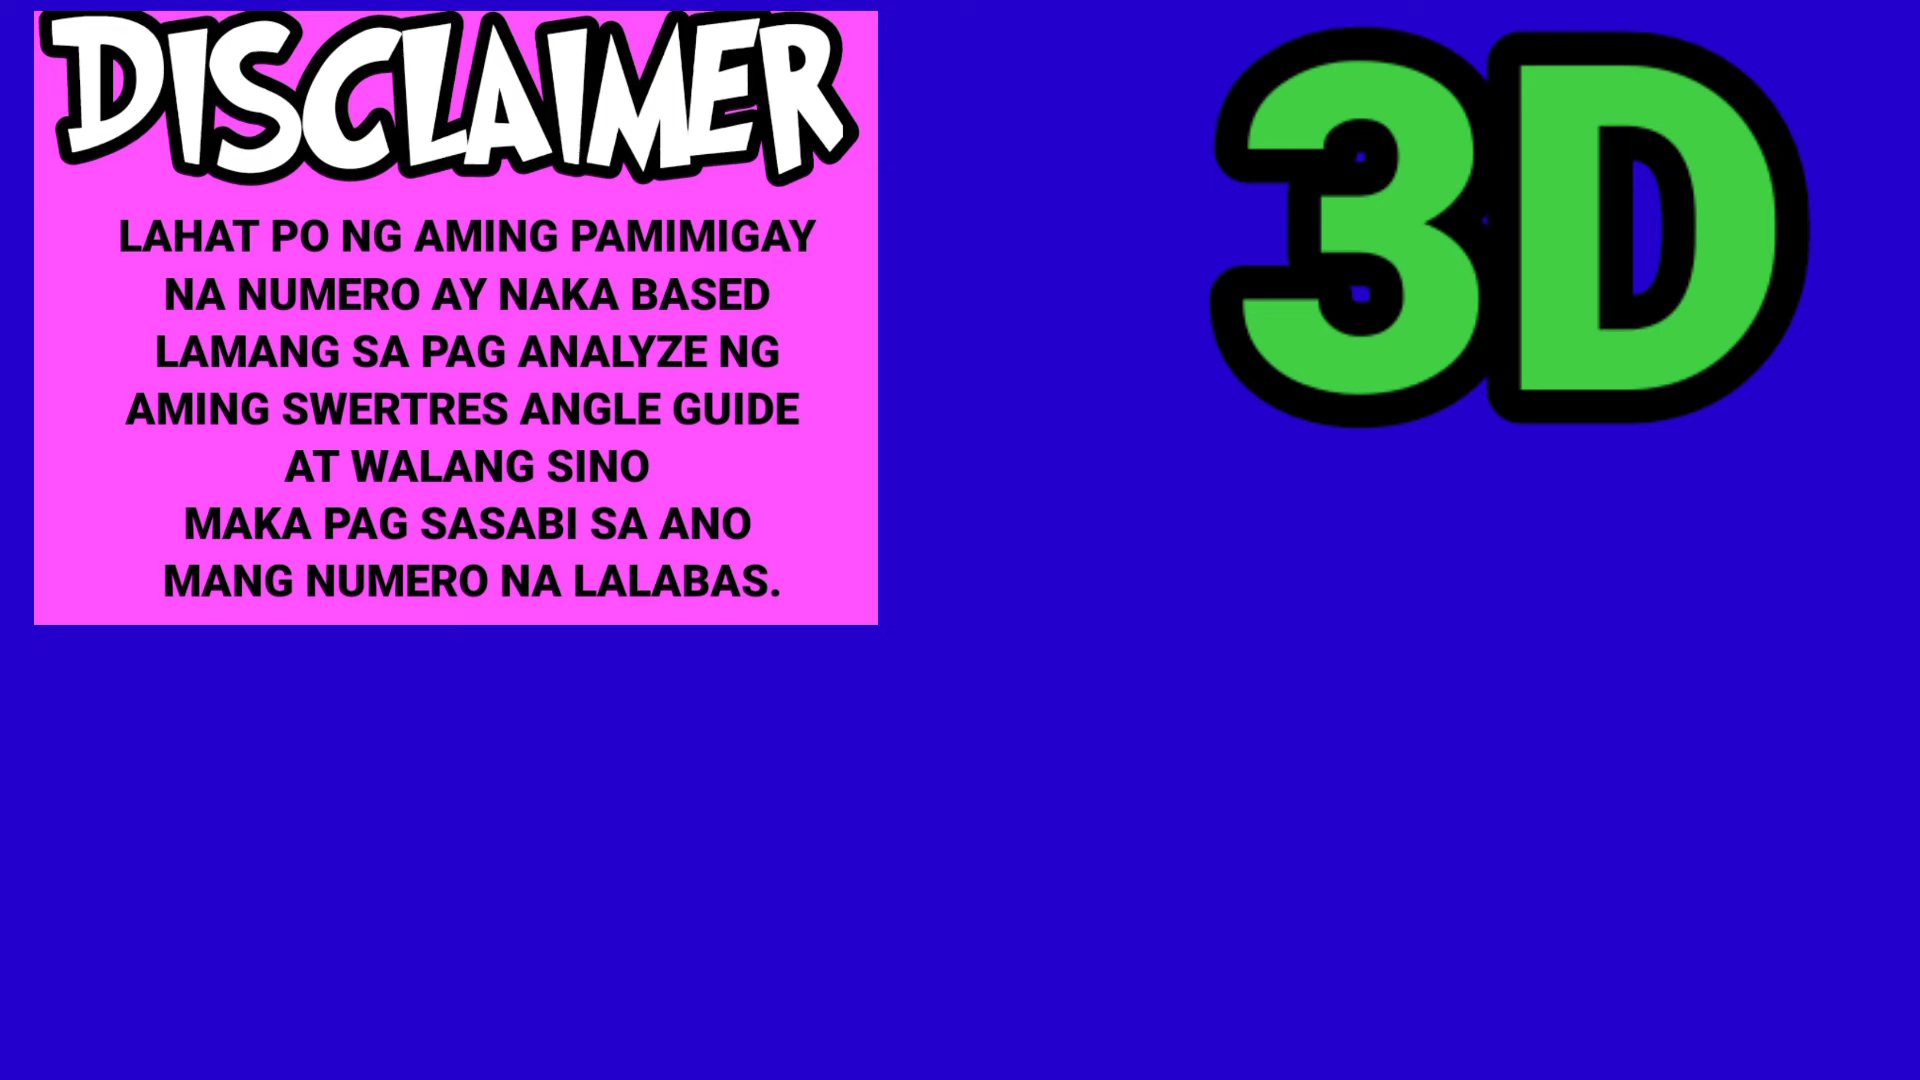 DISCLAIMER
LAHAT PO NG AMING PAMIMIGAY
NA NUMERO AY NAKA BASED
LAMANG SA PAG ANALYZE NG
AMING SWERTRES ANGLE GUIDE
AT WALANG SINO
MAKA PAG SASABI SA ANO
MANG NUMERO NA LALABAS.
3D